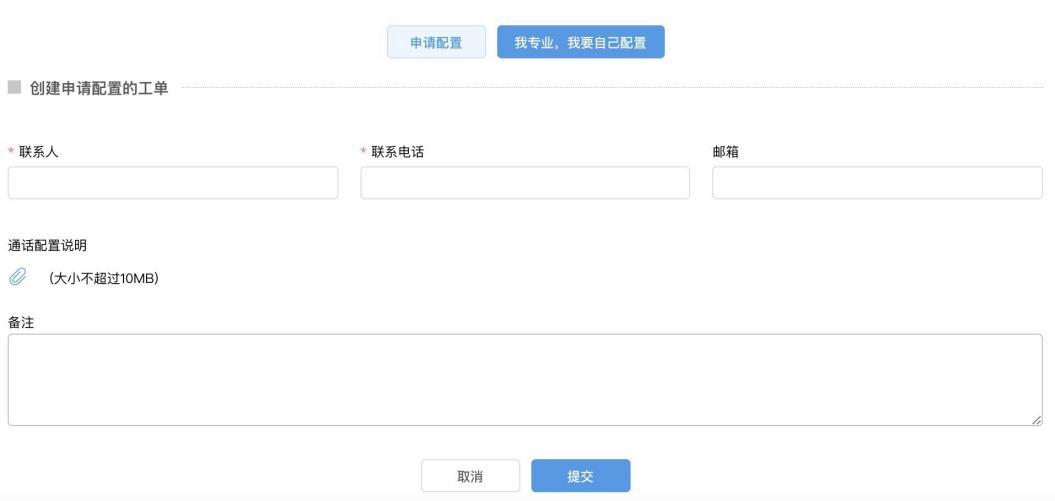 申请配置
我专业，我要自己配置
创建申请配置的工单
* 联系人
* 联系电话
邮箱
通话配置说明
（大小不超过10MB）
备注
取消
提交